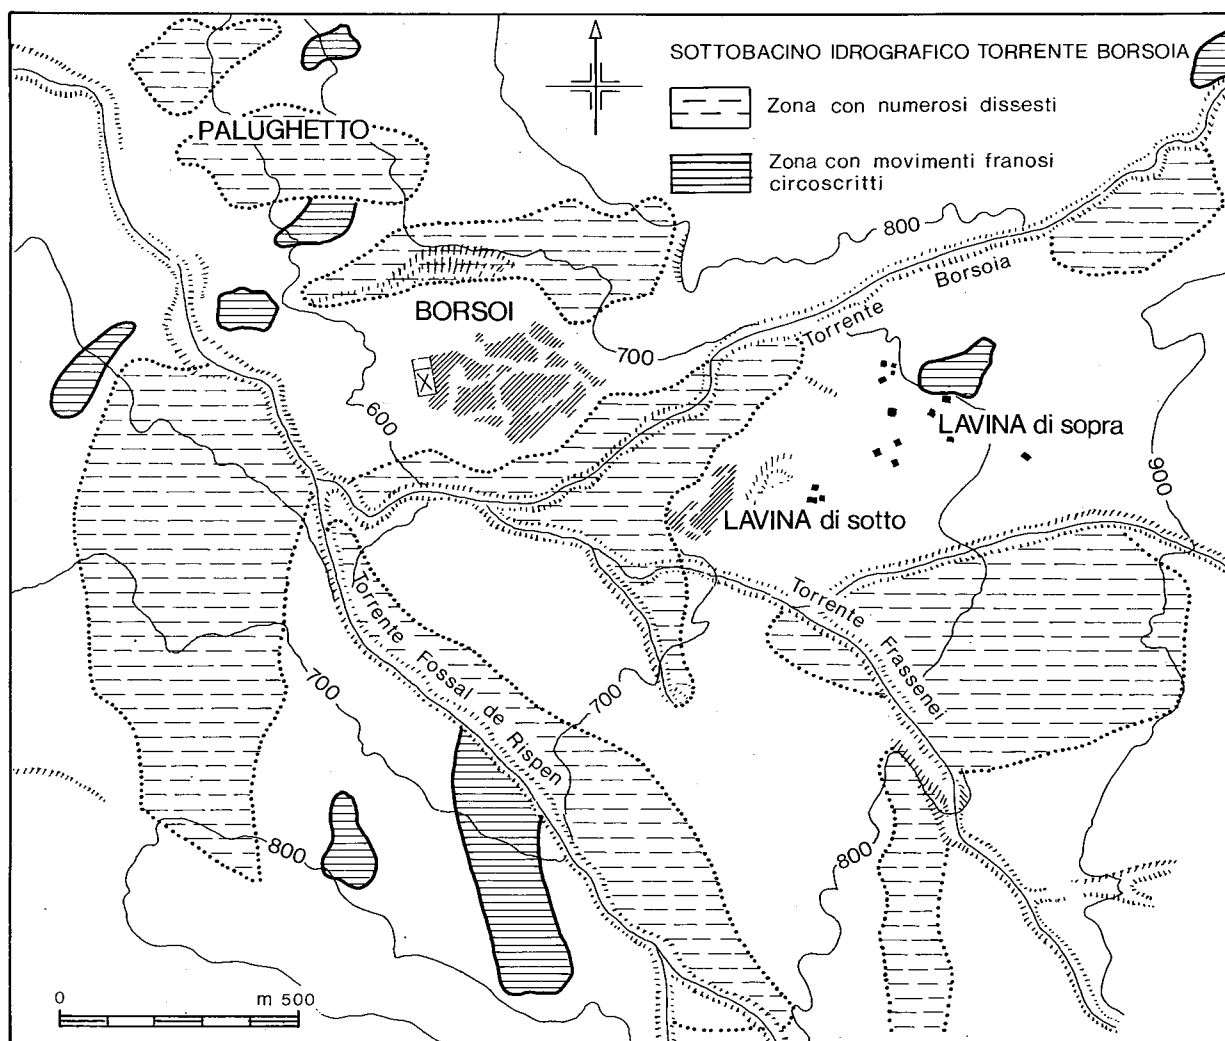 SOTTOBACINO IDROGRAFICO TORRENTE BORSOIA
Zona con numerosi dissesti
Zona con movimenti franosi
circoscritti
PALUGHETTO
800
Borsoia
Torrente
BORSOI
700
600
LAVINA di sopra
900
LAVINA di sotto
Torrente Fossal de Rispen
Torrente Frassenei
700
700
800
800
0 m 500